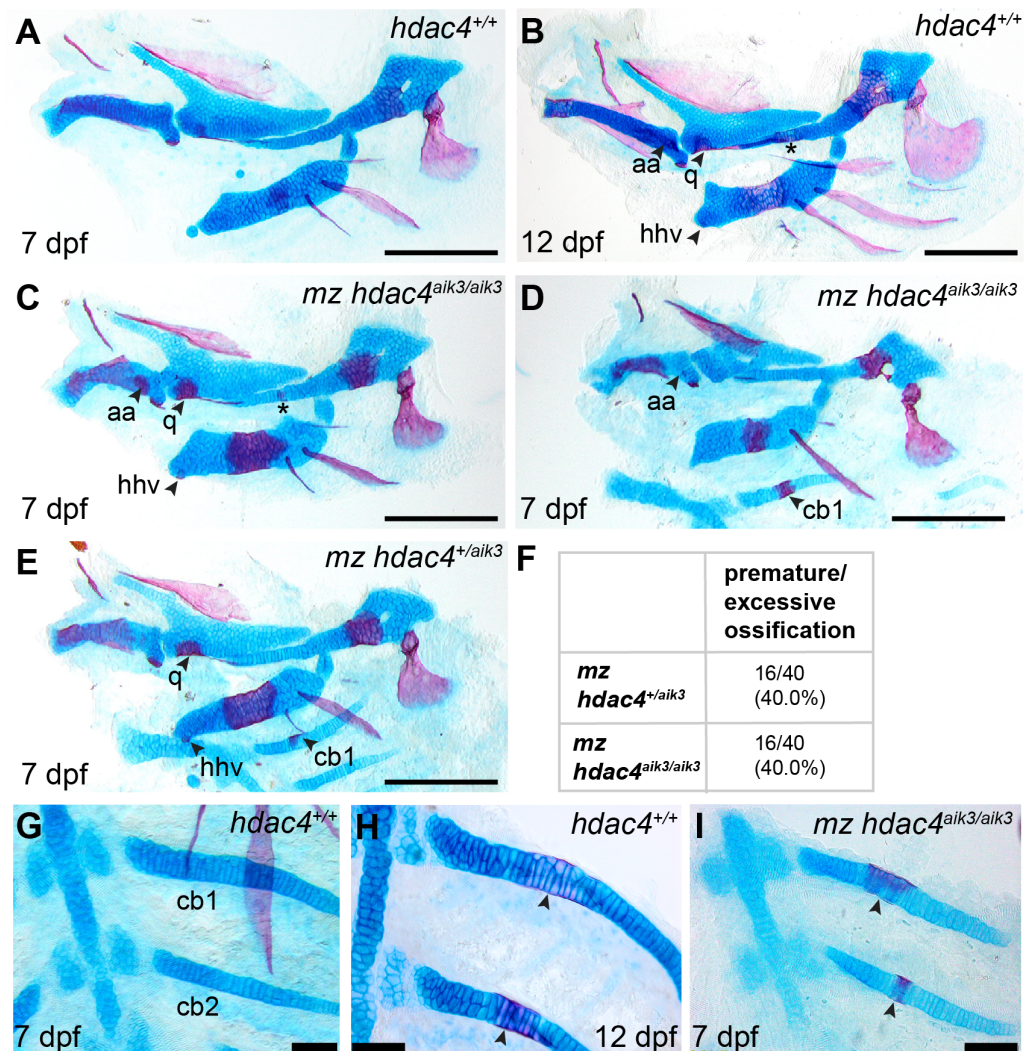 A hdac4+/+
aa
7 dpf
B hdac4+/+
aa
q
*
hhv
12 dpf
C mz hdac4aik3/aik3
aa
q
*
hhv
7 dpf
D mz hdac4aik3/aik3
aa
cb1
7 dpf
E mz hdac4+/aik3
q
hhv
cb1
7 dpf
F
premature/
excessive
ossification
mz
hdac4+/aik3
16/40
(40.0%)
mz
hdac4aik3/aik3
16/40
(40.0%)
G hdac4+/+
cb1
cb2
7 dpf
H hdac4+/+
12 dpf
I mz hdac4aik3/aik3
7 dpf